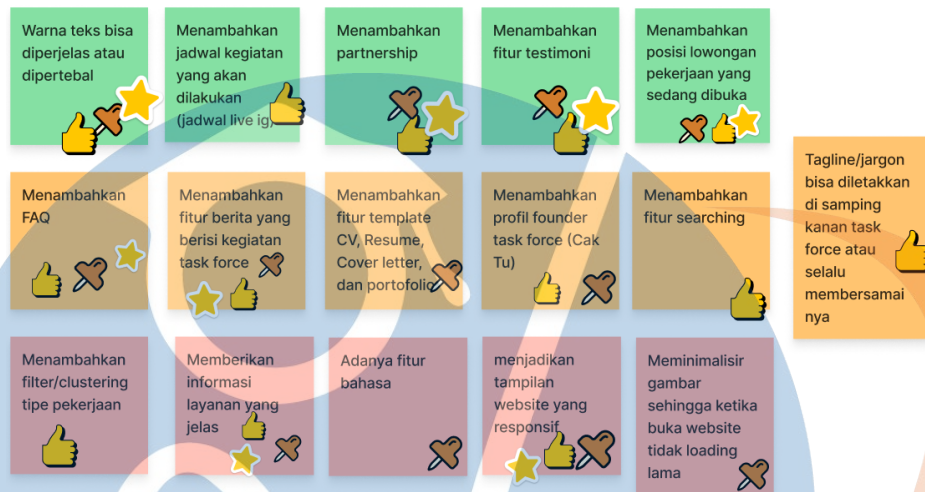 Warna teks bisa
diperjelas atau
dipertebal
Menambahkan
jadwal kegiatan
yang akan
dilakukan
(jadwal live ig)
Menambahkan
partnership
Menambahkan
fitur testimoni
Menambahkan
posisi lowongan
pekerjaan yang
sedang dibuka
Menambahkan
FAQ
Menambahkan
fitur berita yang
berisi kegiatan
task force
Menambahkan
fitur template
CV, Resume,
Cover letter,
dan portofolio
Menambahkan
profil founder
task force (Cak
Tu)
Menambahkan
fitur searching
Tagline/jargon
bisa diletakkan
di samping
kanan task
force atau
selalu
membersamai
nya
Menambahkan
filter/clustering
tipe pekerjaan
Memberikan
informasi
layanan yang
jelas
Adanya fitur
bahasa
menjadikan
tampilan
website yang
responsif
Meminimalisir
gambar
sehingga ketika
buka website
tidak loading
lama